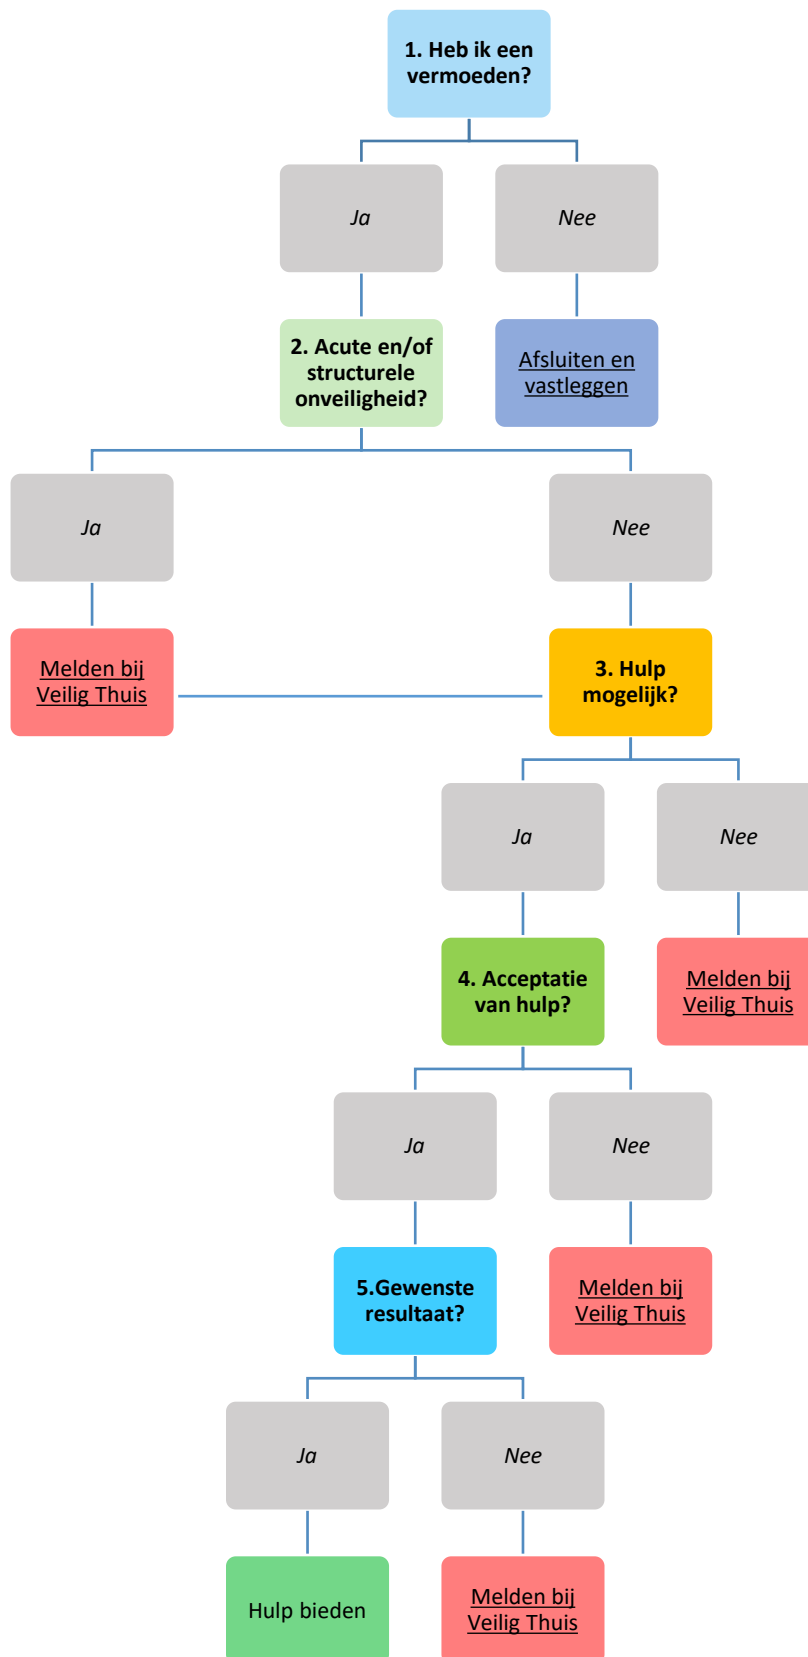 1. Heb ik een
vermoeden?
Ja
Nee
2. Acute en/of
structurele
onveiligheid?
Afsluiten en
vastleggen
Ja
Nee
Melden bij
Veilig Thuis
3. Hulp
mogelijk?
Ja
Nee
4. Acceptatie
van hulp?
Melden bij
Veilig Thuis
Ja
Nee
5.Gewenste
resultaat?
Melden bij
Veilig Thuis
Ja
Nee
Hulp bieden
Melden bij
Veilig Thuis